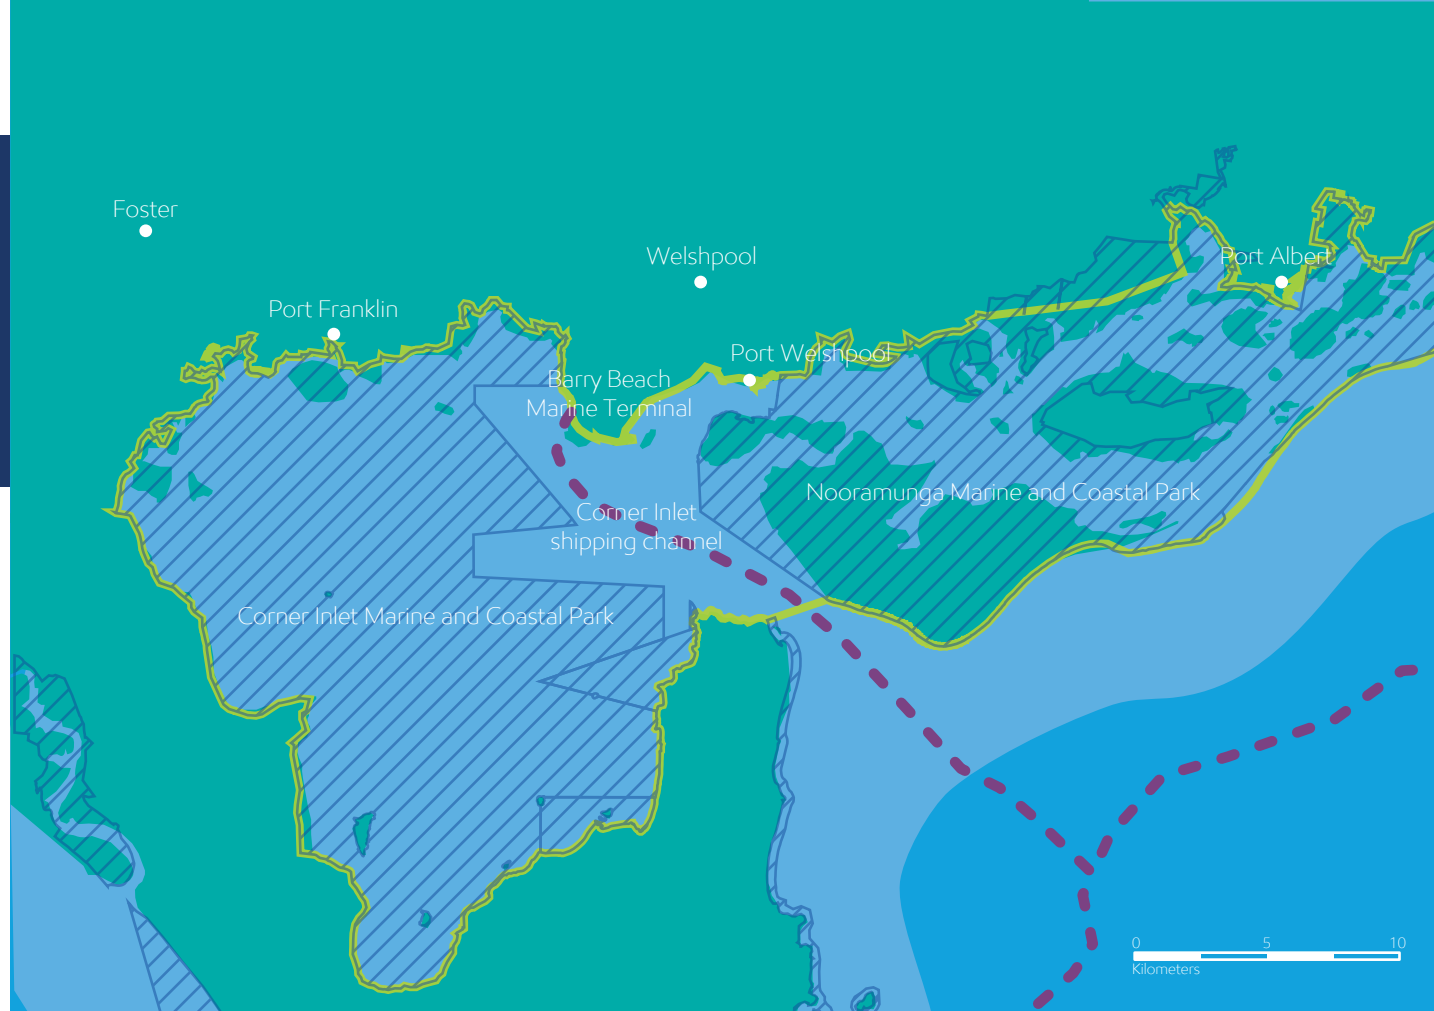 Foster
Welshpool
Port Albert
Port Franklin
Port Welshpool
Barry Beach
Marine Terminal
Nooramunga Marine and Coastal Park
Corner Inlet
shipping channel
Corner Inlet Marine and Coastal Park
0 5 10
Kilometers